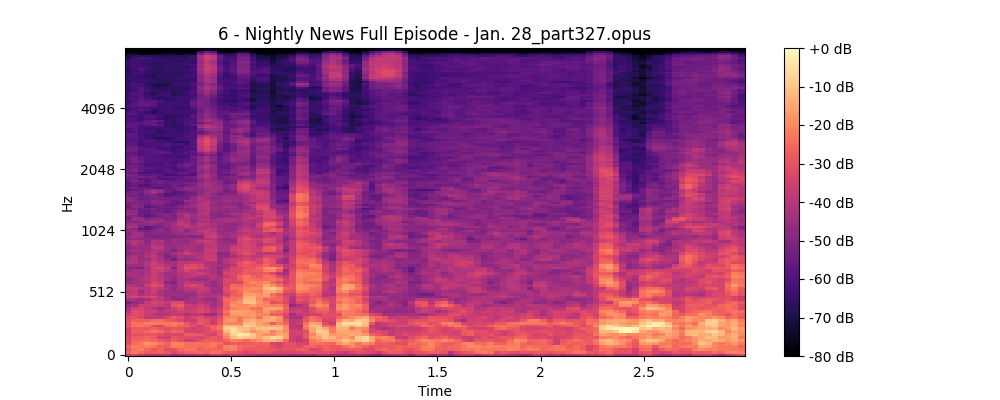 6 - Nightly News Full Episode - Jan. 28_part327.opus
Hz
4096
2048
1024
512
0
0
0.5
1
1.5
2
2.5
Time
+0 dB
-10 dB
-20 dB
-30 dB
-40 dB
-50 dB
-60 dB
-70 dB
-80 dB